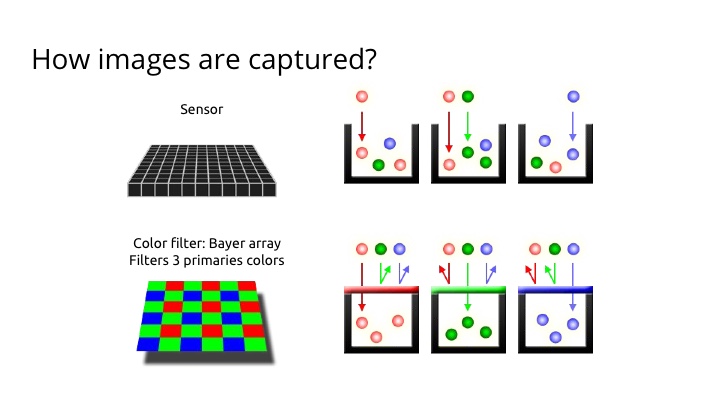 How images are captured?
Sensor
Color filter: Bayer array
Filters 3 primaries colors